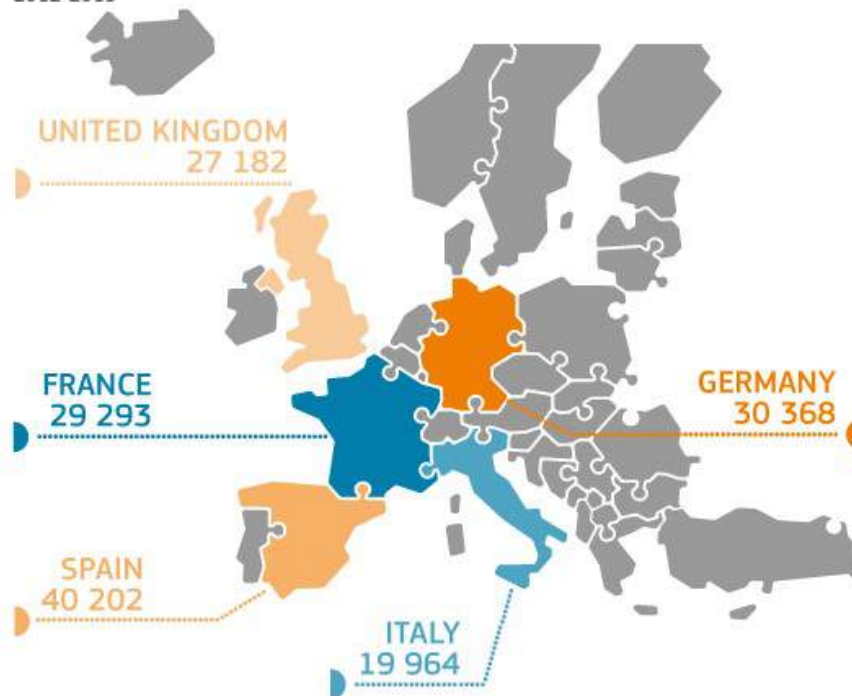 UNITED KINGDOM
27 182
FRANCE
29 293
GERMANY
30 368
SPAIN
40 202
ITALY
19 964